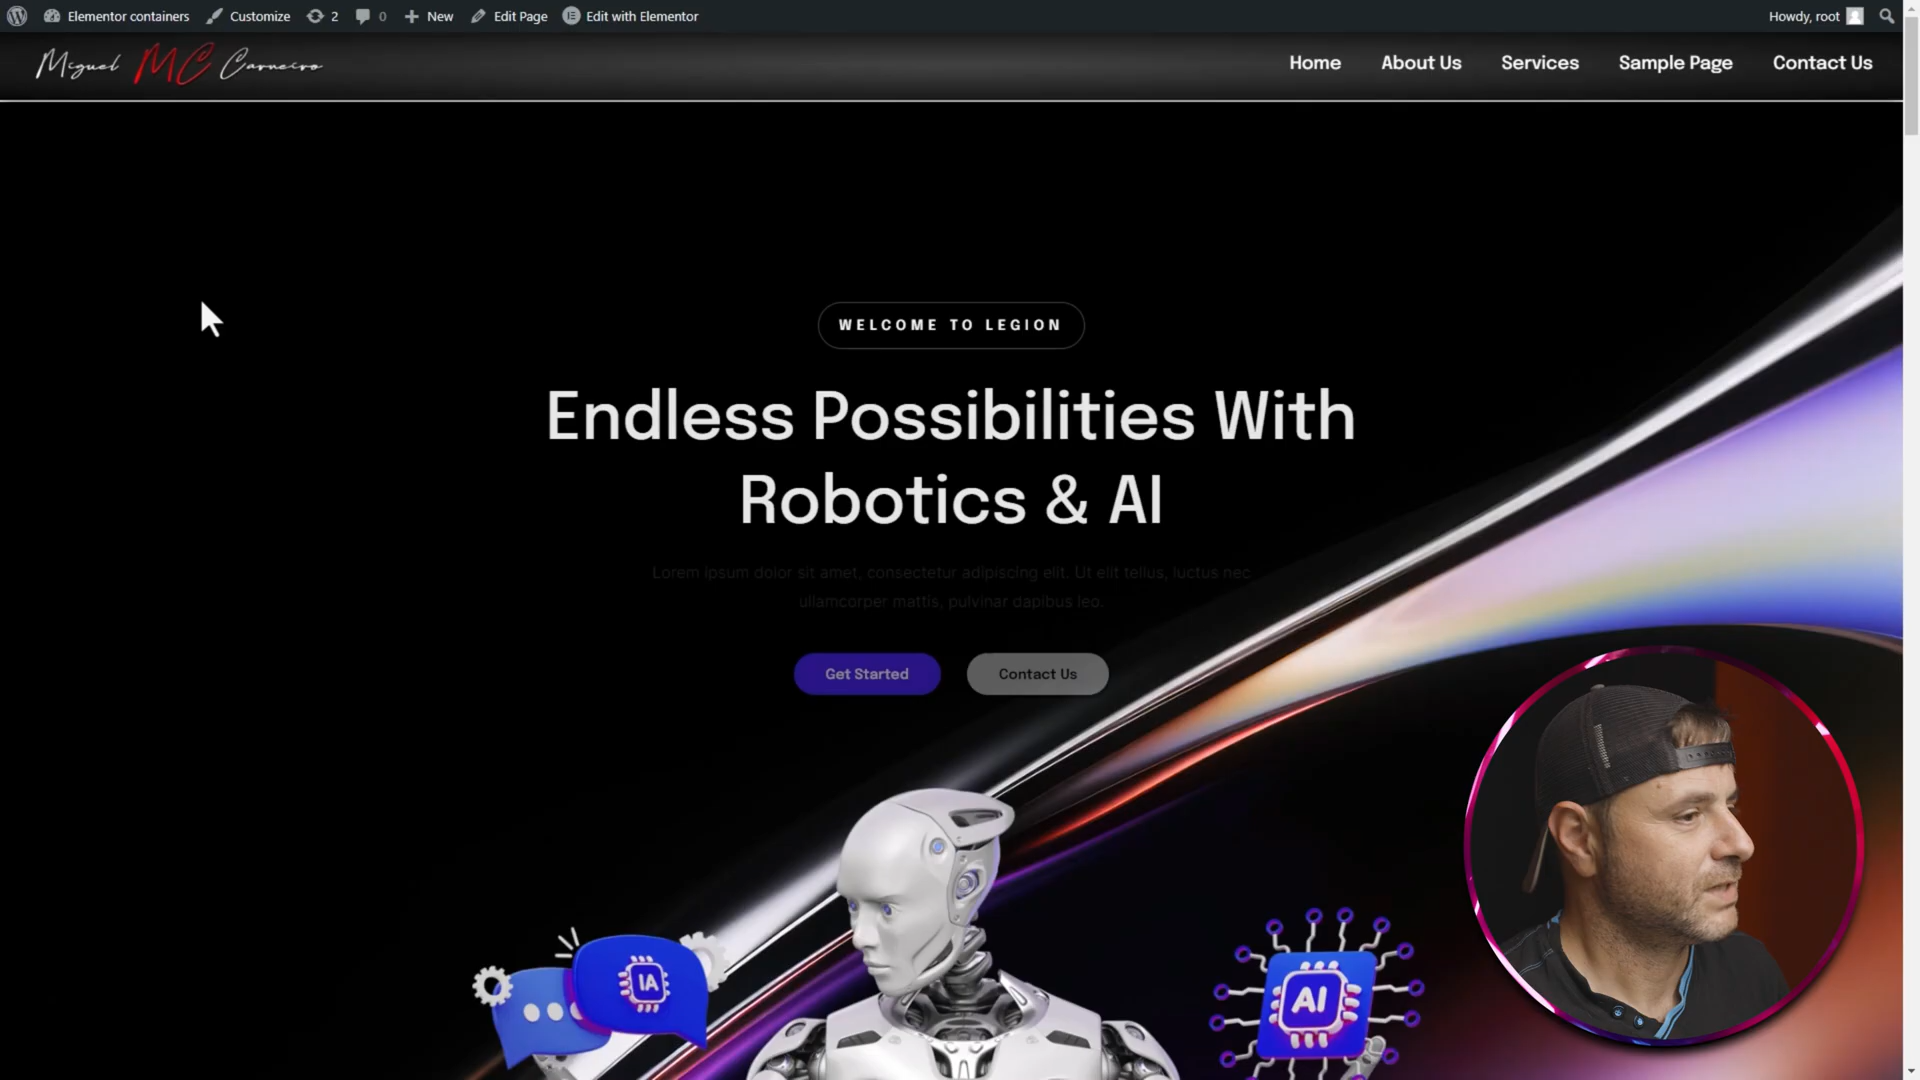 Elementor containers Customize 2 0 New Edit Page Edit with Elementor Howdy, root
Miguel MC Carneiro
Home About Us Services Sample Page Contact Us
WELCOME TO LEGION
Endless Possibilities With
Robotics & AI
Lorem ipsum dolor sit amet, consectetur adipiscing elit. Ut elit tellus, luctus nec
ullamcorper mattis, pulvinar dapibus leo.
Get Started Contact Us
IA
AI